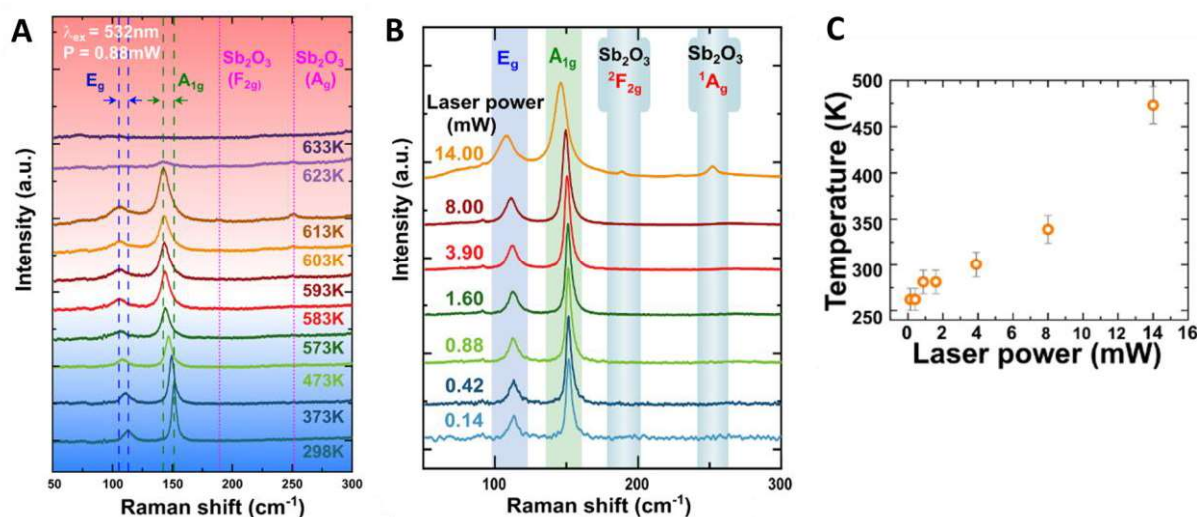 A
λex = 532nm
P = 0.88mW
Eg
A1g
Sb2O3
(F2g)
Sb2O3
(Ag)
633K
623K
613K
603K
593K
583K
573K
473K
373K
298K
Intensity (a.u.)
50 100 150 200 250 300
Raman shift (cm-1)
B
Eg
A1g
Sb2O3
2F2g
Sb2O3
1Ag
Laser power
(mW)
14.00
8.00
3.90
1.60
0.88
0.42
0.14
Intensity (a.u.)
100 200 300
Raman shift (cm-1)
C
Temperature (K)
500
450
400
350
300
250
0 2 4 6 8 10 12 14 16
Laser power (mW)